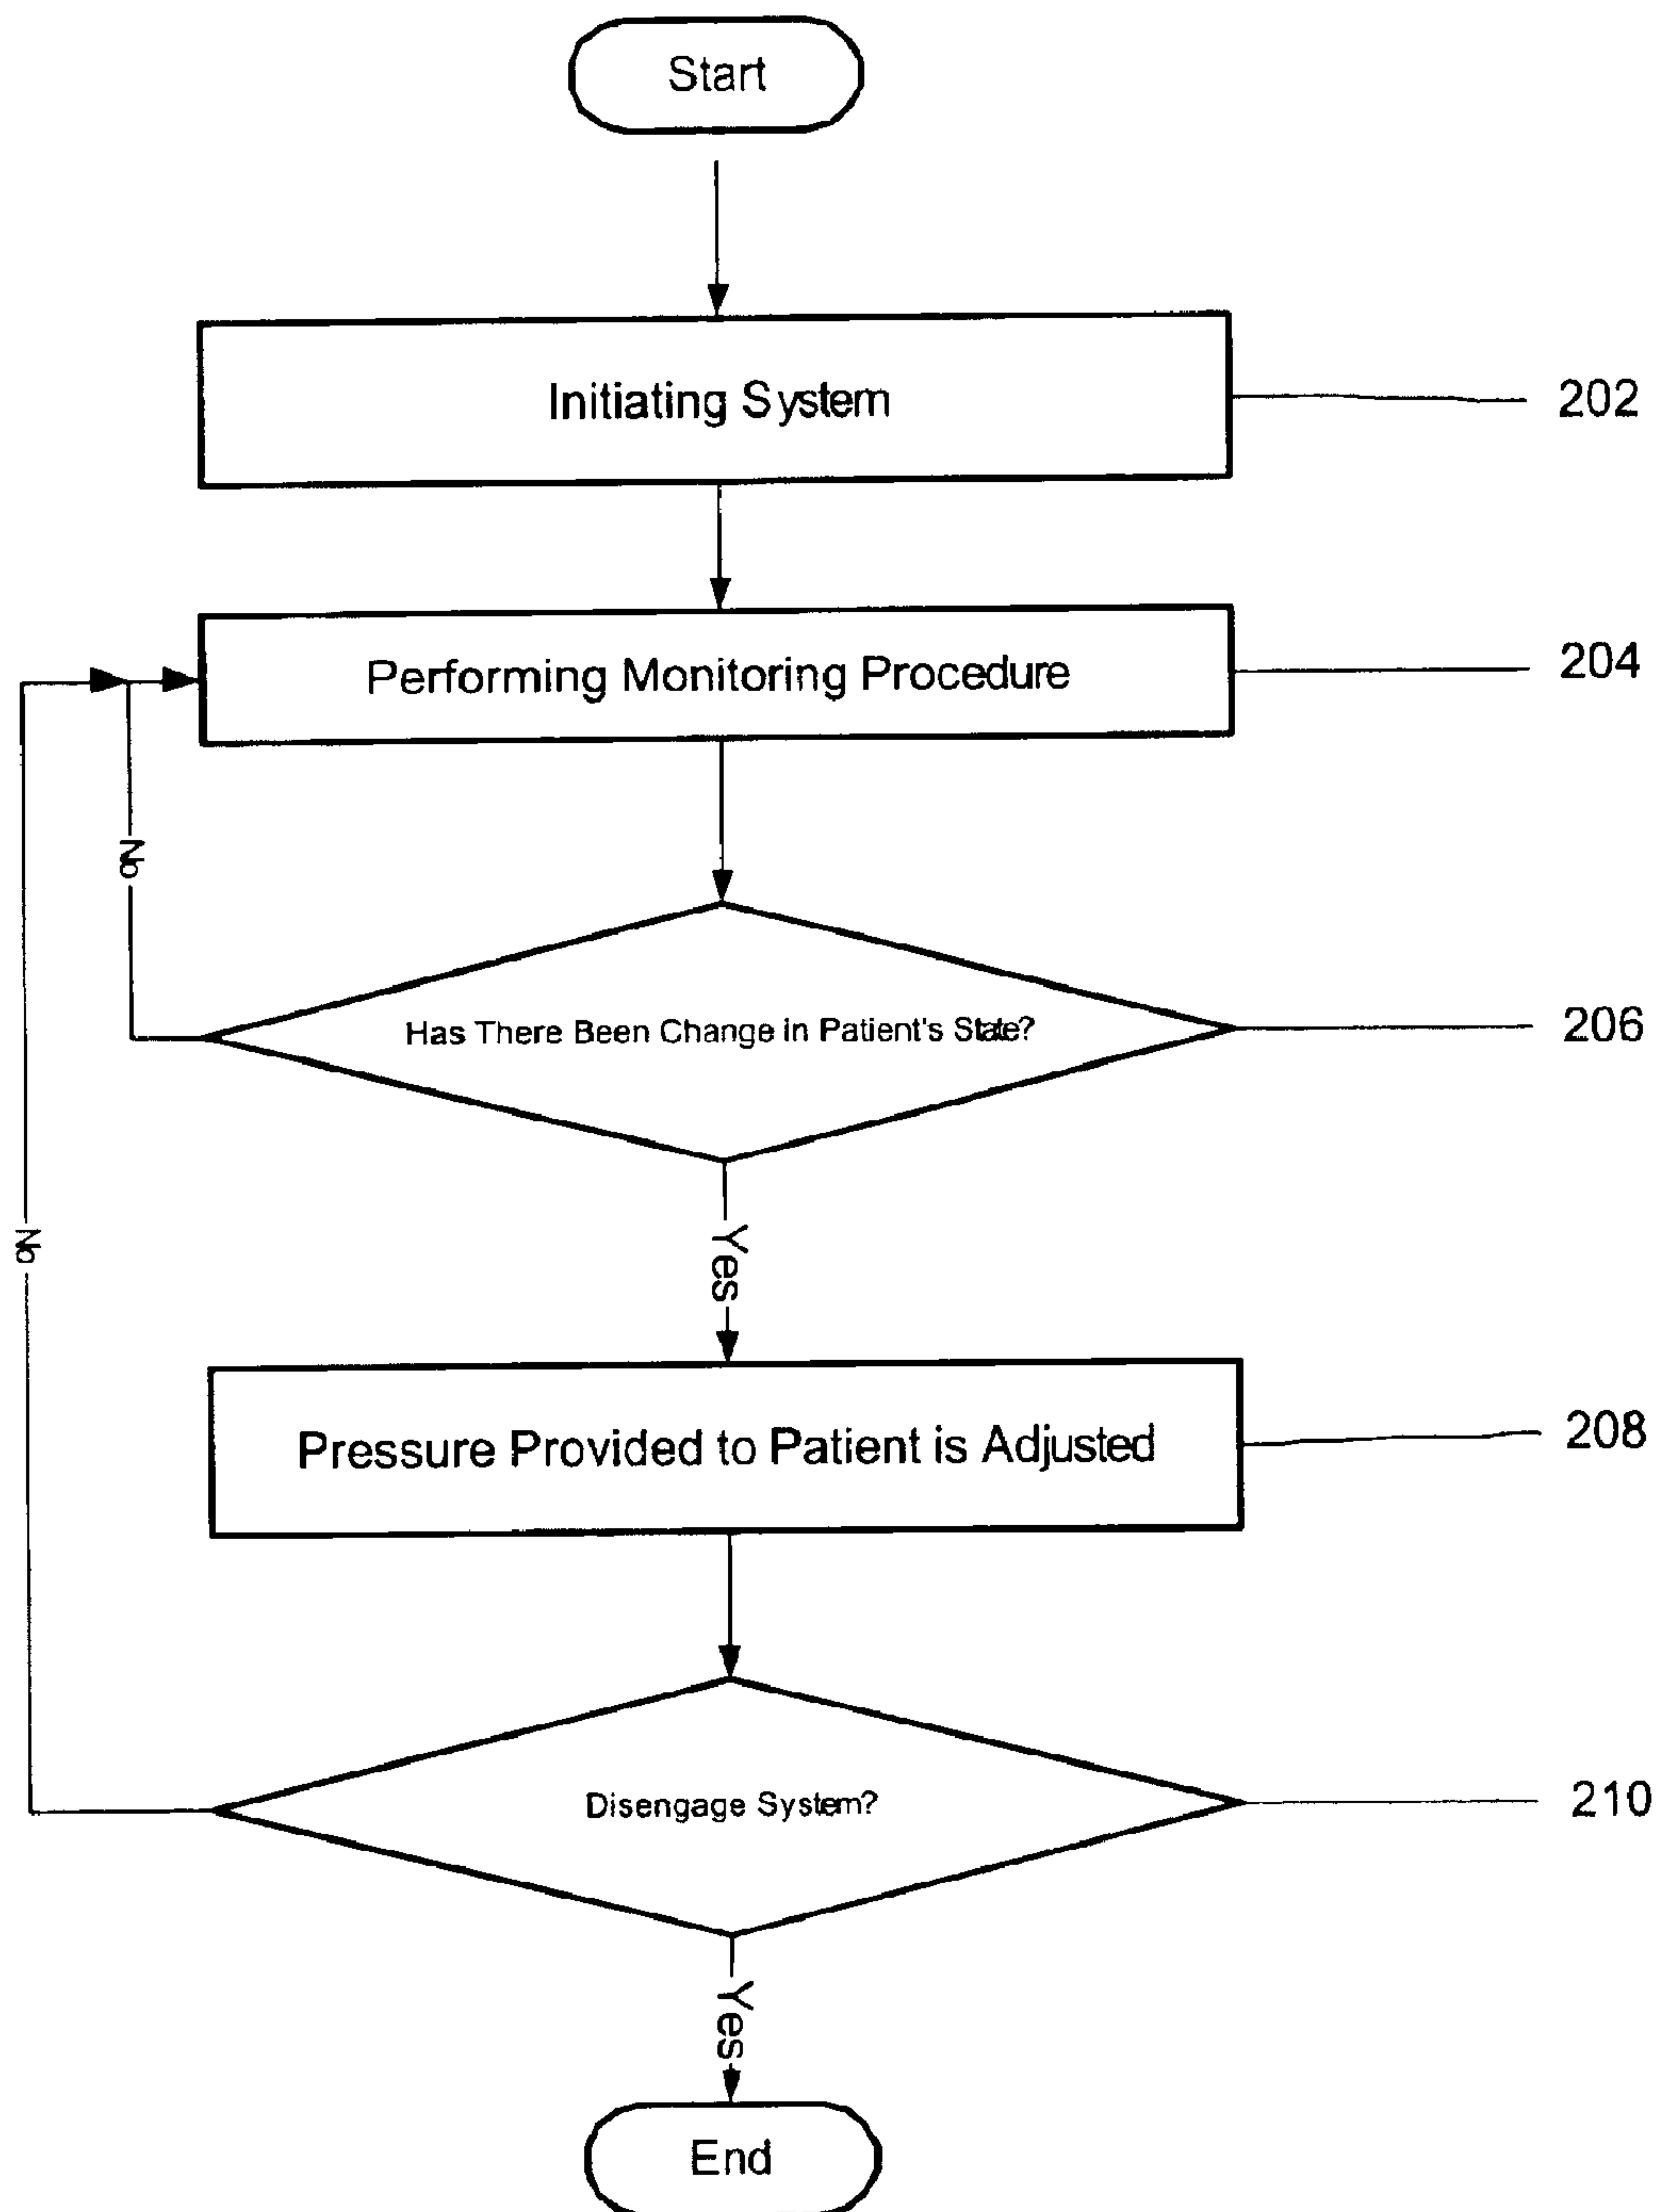 Start
Initiating System
202
Performing Monitoring Procedure
204
No
Has There Been Change in Patient's State?
206
Yes
No
Pressure Provided to Patient is Adjusted
208
Disengage System?
210
Yes
End